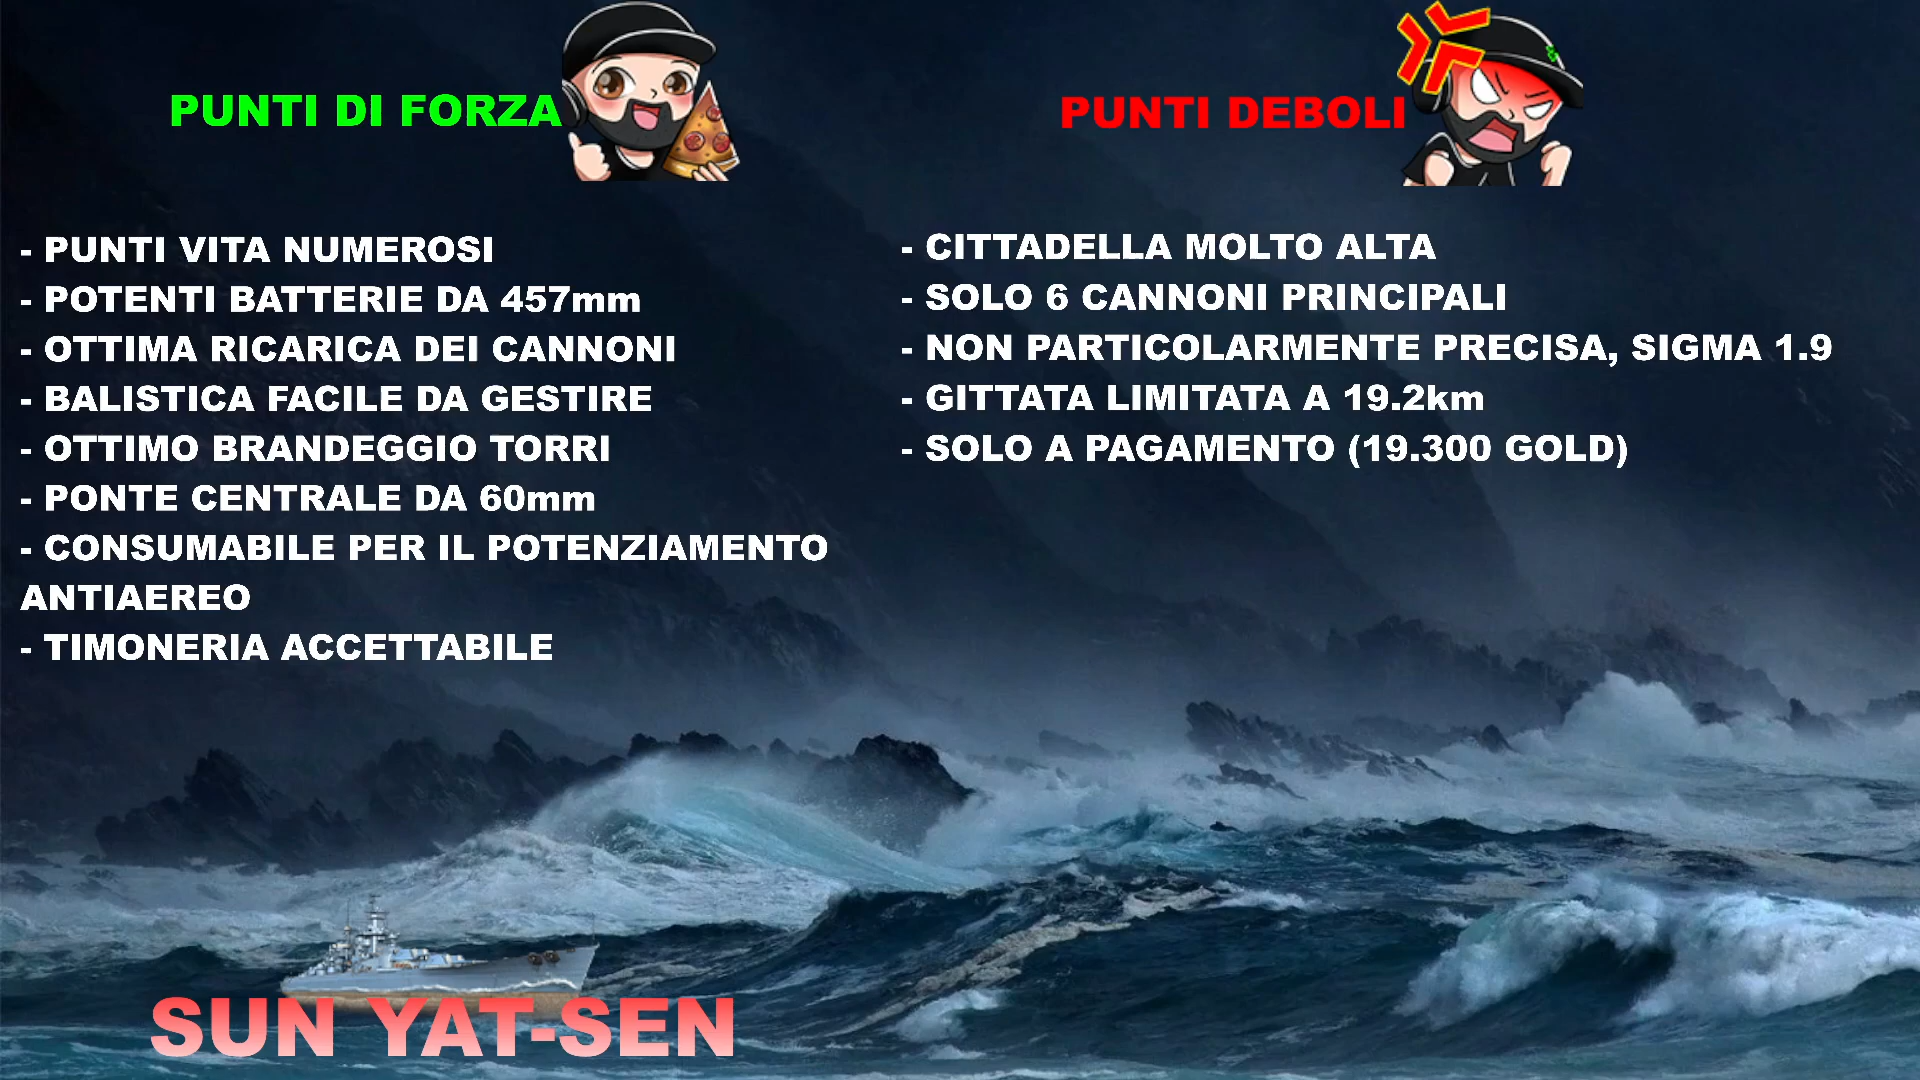 PUNTI DI FORZA
- PUNTI VITA NUMEROSI
- POTENTI BATTERIE DA 457mm
- OTTIMA RICARICA DEI CANNONI
- BALISTICA FACILE DA GESTIRE
- OTTIMO BRANDEGGIO TORRI
- PONTE CENTRALE DA 60mm
- CONSUMABILE PER IL POTENZIAMENTO
ANTIAEREO
- TIMONERIA ACCETTABILE
PUNTI DEBOLI
- CITTADELLA MOLTO ALTA
- SOLO 6 CANNONI PRINCIPALI
- NON PARTICOLARMENTE PRECISA, SIGMA 1.9
- GITTATA LIMITATA A 19.2km
- SOLO A PAGAMENTO (19.300 GOLD)
SUN YAT-SEN